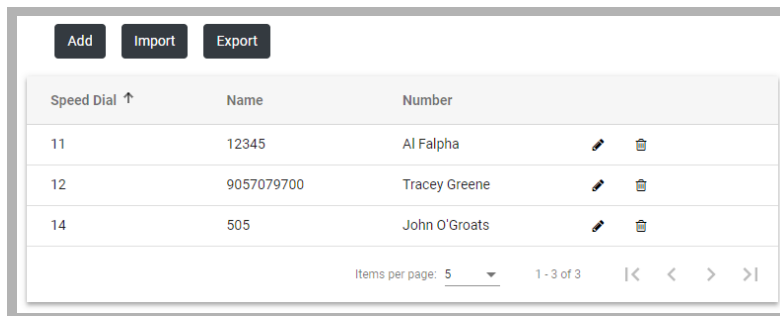 Add Import Export
Speed Dial Name Number
11 12345 Al Falpha
12 9057079700 Tracey Greene
14 505 John O'Groats
Items per page: 5 1 - 3 of 3